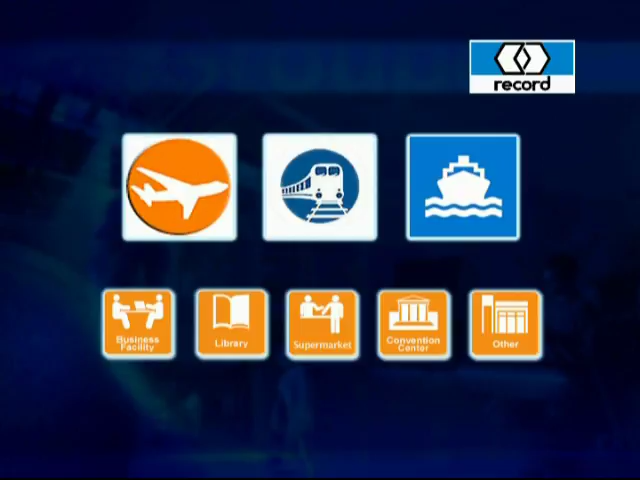 record
Business
Facility
Library
Supermarket
Convention
Center
Other